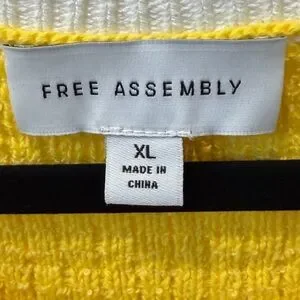 FREE ASSEMBLY
XL
MADE IN
CHINA